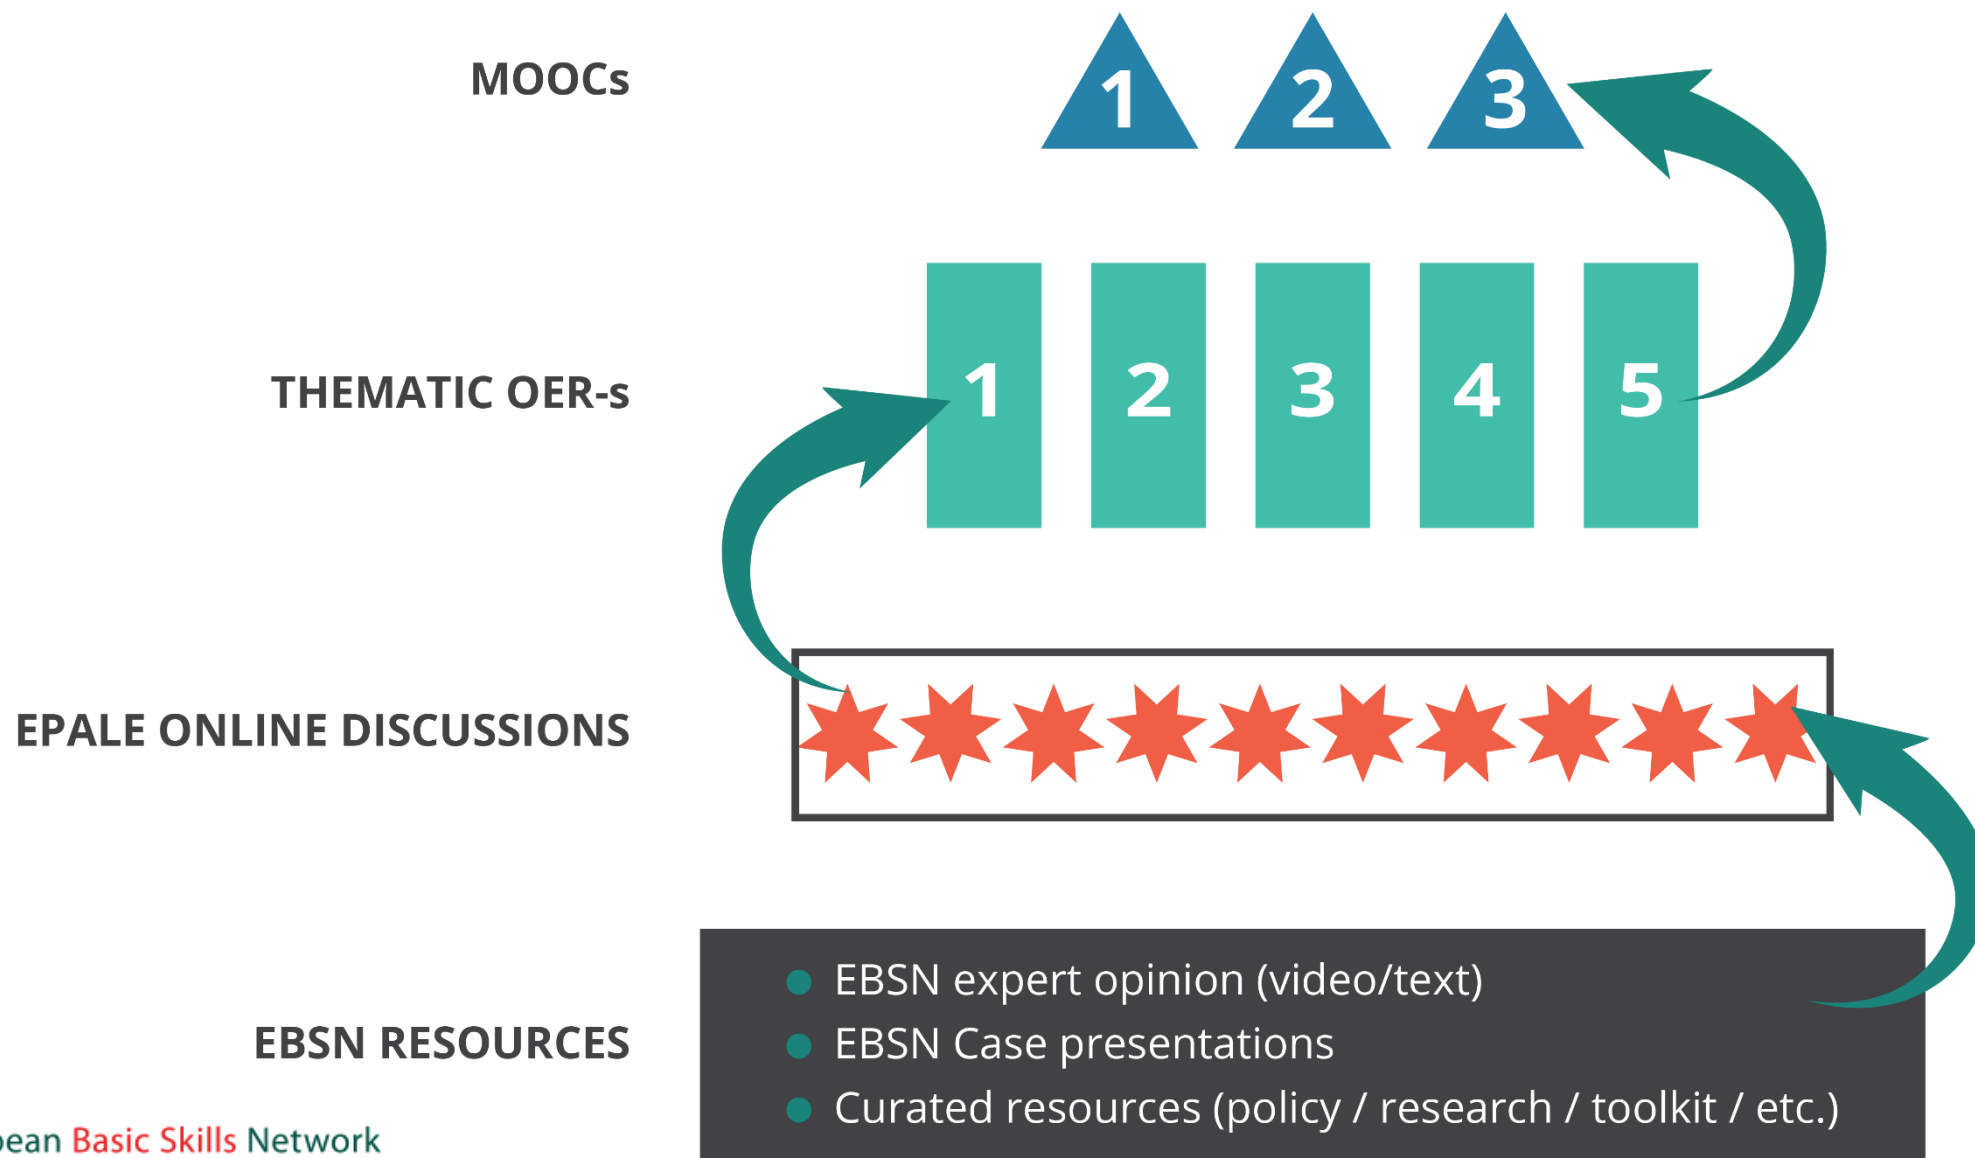 MOOCs
1 2 3
THEMATIC OER-s
1 2 3 4 5
EPALE ONLINE DISCUSSIONS
EBSN RESOURCES
EBSN expert opinion (video/text)
EBSN Case presentations
Curated resources (policy / research / toolkit / etc.)
Basic Skills Network